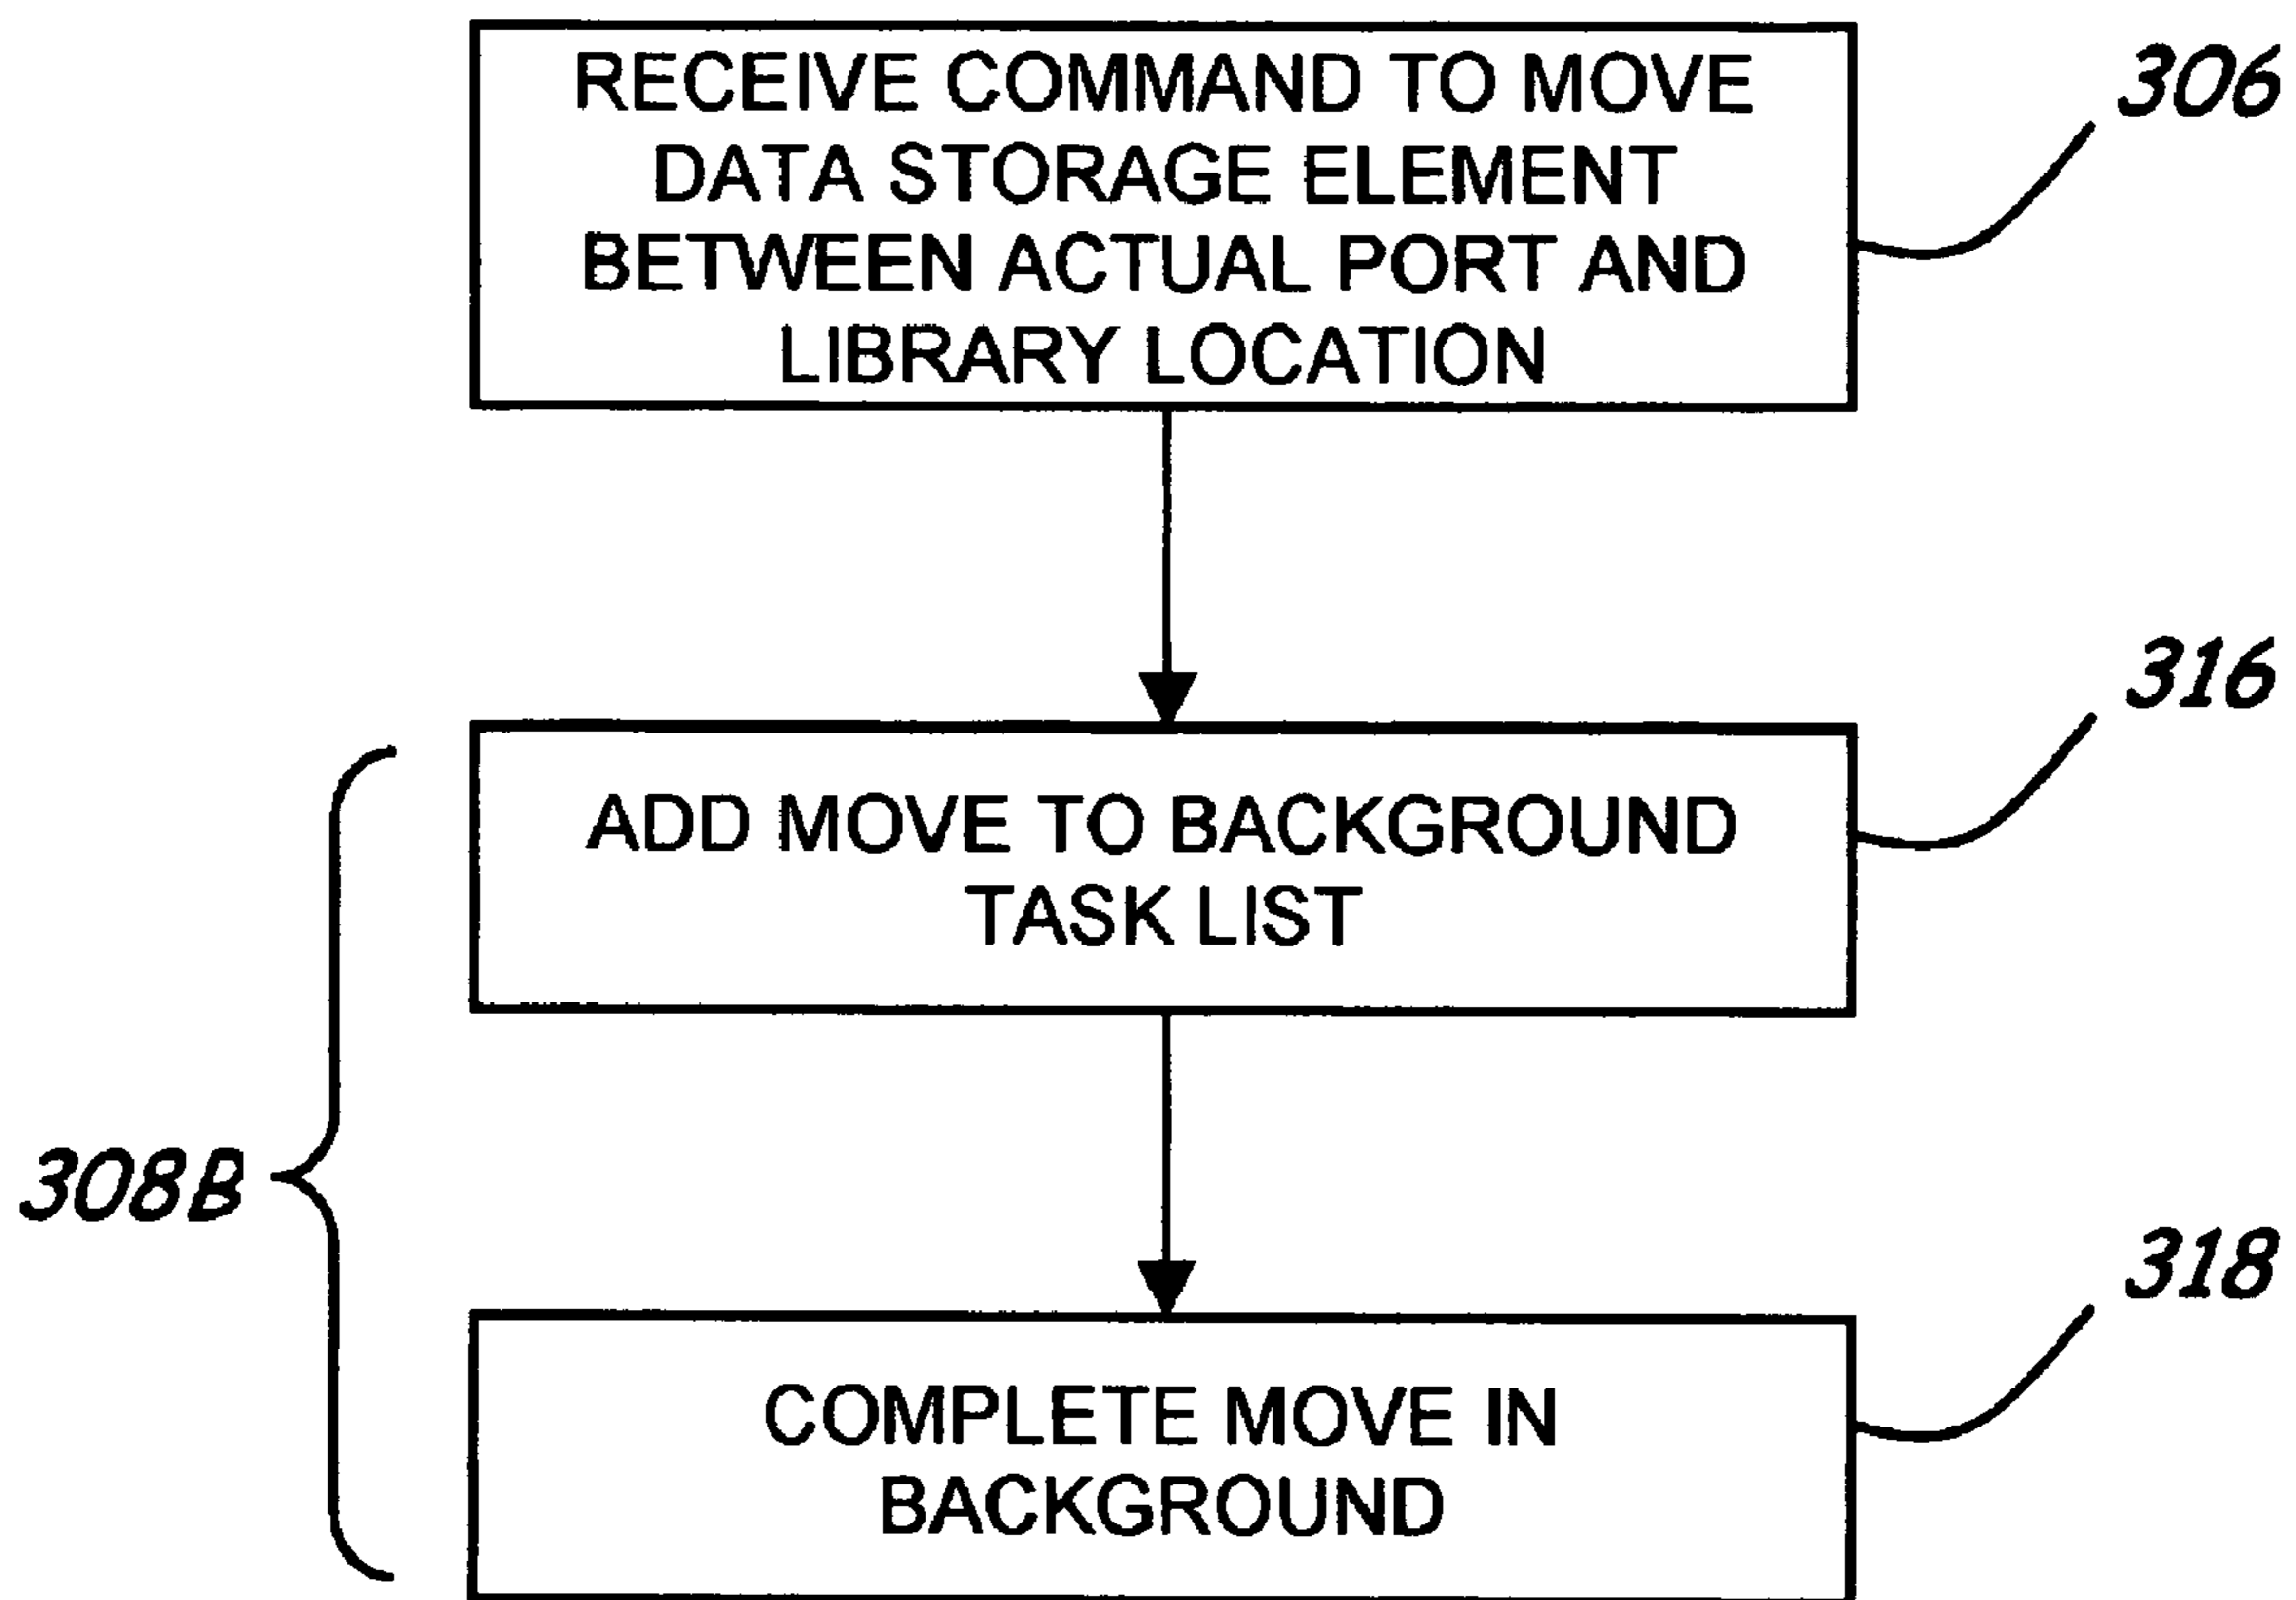 RECEIVE COMMAND TO MOVE
DATA STORAGE ELEMENT
BETWEEN ACTUAL PORT AND
LIBRARY LOCATION
306
ADD MOVE TO BACKGROUND
TASK LIST
316
308B
COMPLETE MOVE IN
BACKGROUND
318